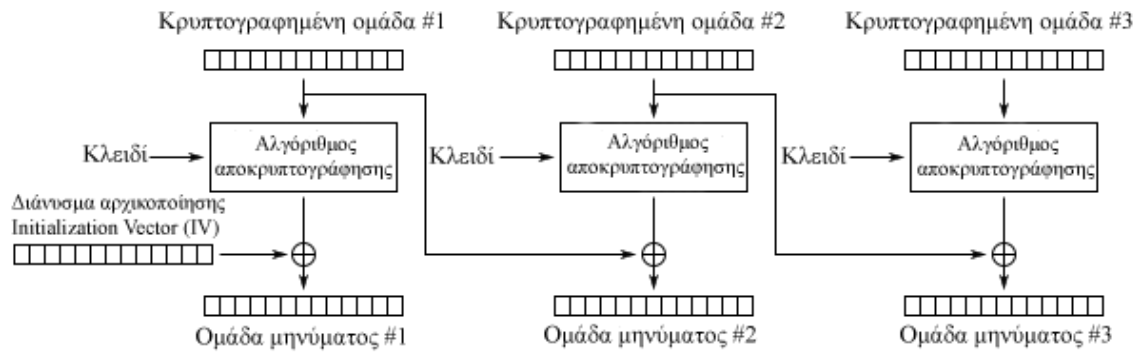 Κρυπτογραφημένη ομάδα #1
Κρυπτογραφημένη ομάδα #2
Κρυπτογραφημένη ομάδα #3
Κλειδί
Αλγόριθμος
αποκρυπτογράφησης
Κλειδί
Αλγόριθμος
αποκρυπτογράφησης
Κλειδί
Αλγόριθμος
αποκρυπτογράφησης
Διάνυσμα αρχικοποίησης
Initialization Vector (IV)
Ομάδα μηνύματος #1
Ομάδα μηνύματος #2
Ομάδα μηνύματος #3